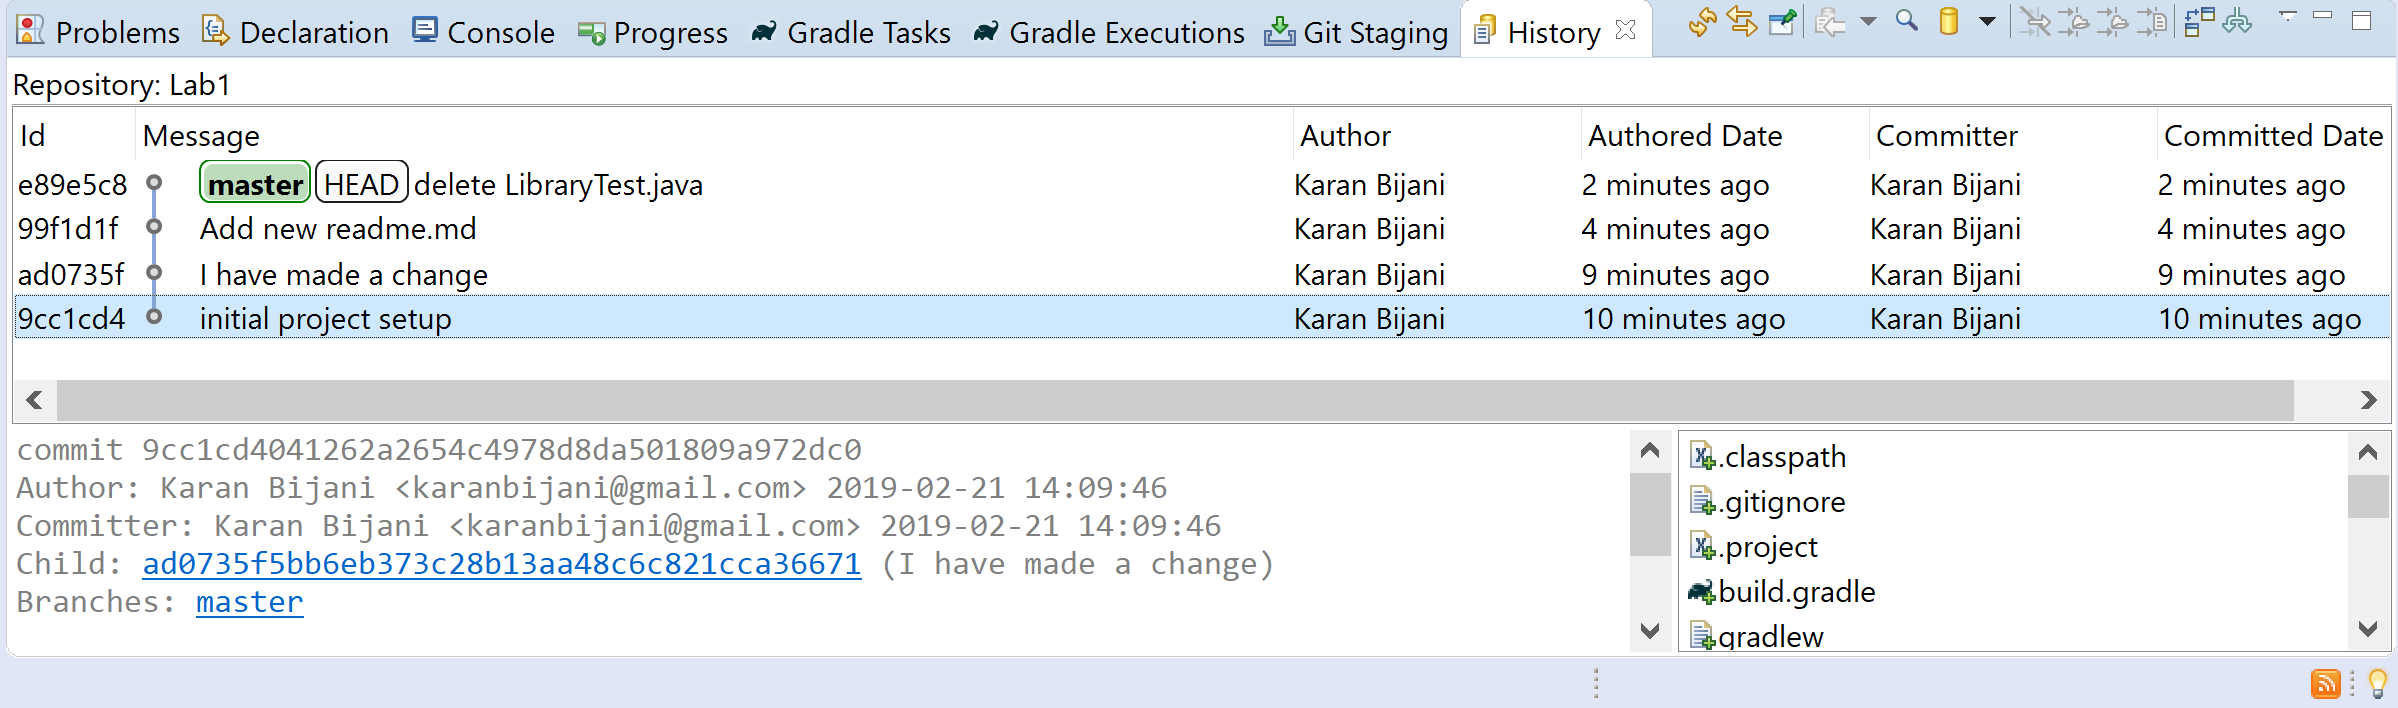 Problems Declaration Console Progress Gradle Tasks Gradle Executions Git Staging History
Repository: Lab1
Id Message Author Authored Date Committer Committed Date
e89e5c8 master HEAD delete LibraryTest.java Karan Bijani 2 minutes ago Karan Bijani 2 minutes ago
99f1d1f Add new readme.md Karan Bijani 4 minutes ago Karan Bijani 4 minutes ago
ad0735f I have made a change Karan Bijani 9 minutes ago Karan Bijani 9 minutes ago
9cc1cd4 initial project setup Karan Bijani 10 minutes ago Karan Bijani 10 minutes ago
commit 9cc1cd4041262a2654c4978d8da501809a972dc0
Author: Karan Bijani <karanbijani@gmail.com> 2019-02-21 14:09:46
Committer: Karan Bijani <karanbijani@gmail.com> 2019-02-21 14:09:46
Child: ad0735f5bb6eb373c28b13aa48c6c821cca36671 (I have made a change)
Branches: master
.classpath
.gitignore
.project
build.gradle
gradlew